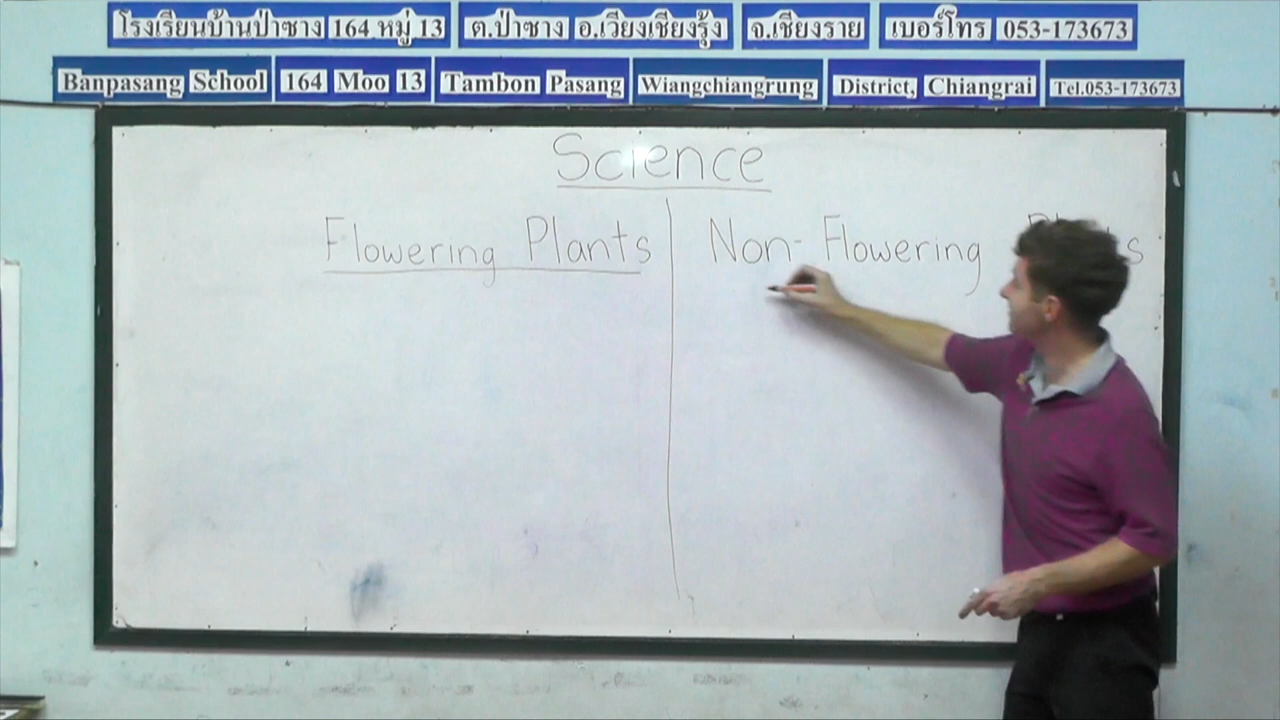 โรงเรียนบ้านป่าซาง 164 หมู่ 13 ต.ป่าซาง อ.เวียงเชียงรุ้ง จ.เชียงราย เบอร์โทร 053-173673
Banpasang School 164 Moo 13 Tambon Pasang Wiangchiangrung District, Chiangrai Tel.053-173673
Science
Flowering Plants
Non-Flowering